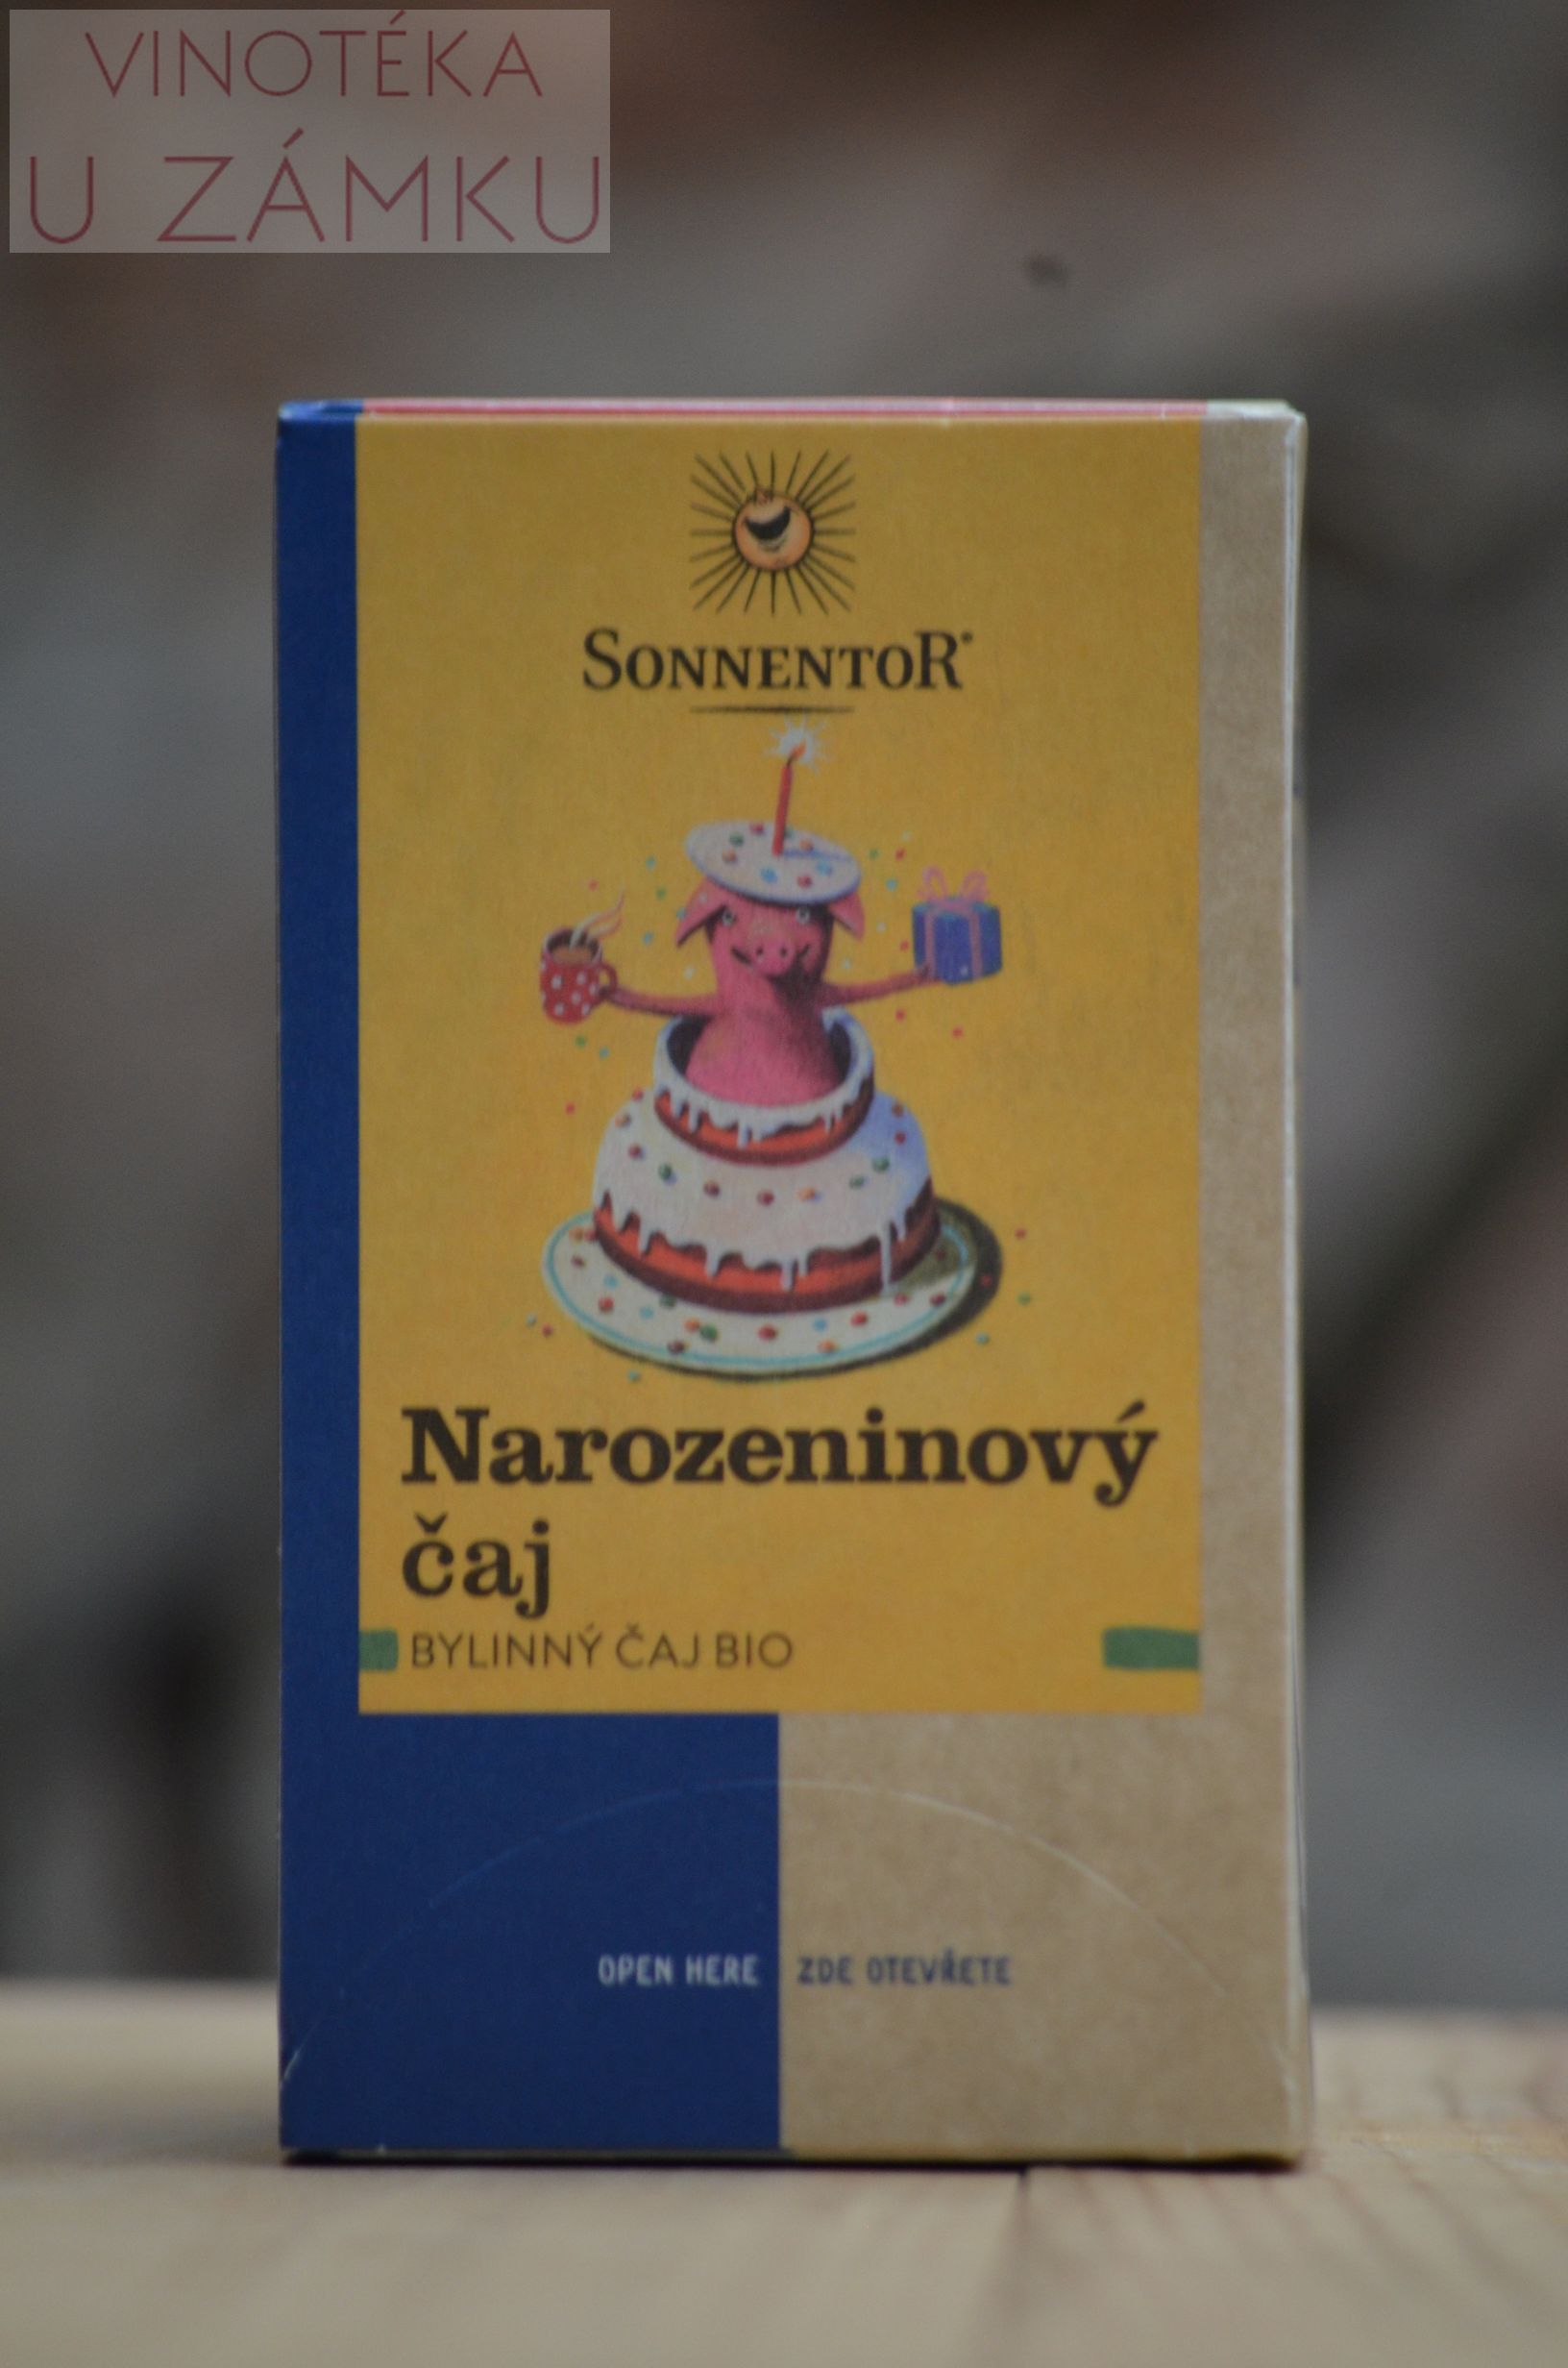 VINOTÉKA
U ZÁMKU
SONNENTOR®
Narozeninový
čaj
BYLINNÝ ČAJ BIO
OPEN HERE ZDE OTEVŘETE